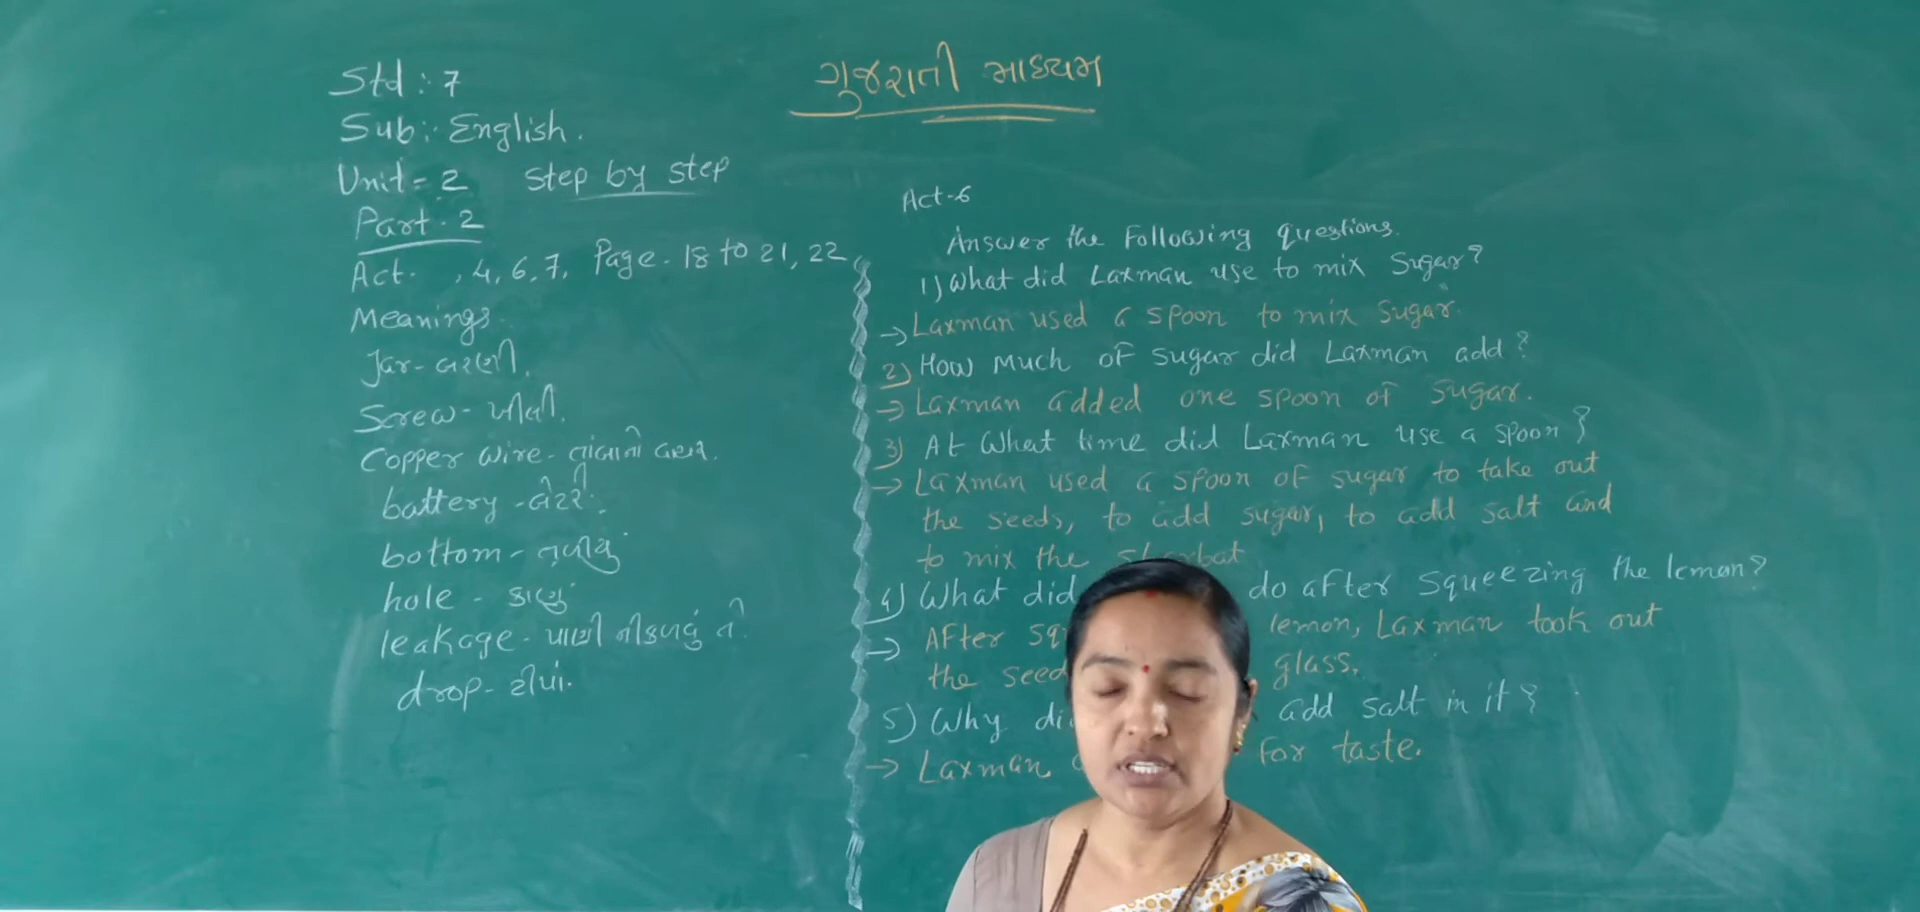 ગુજરાતી માધ્યમ
Std : 7
Sub : English.
Unit = 2 Step by step
Part. 2
Act. , 4, 6, 7, Page. 18 to 21, 22
Meanings.
Jar - બરણી.
Screw - ખીલી.
Copper wire - તાંબાનો વાયર.
battery - બેટરી.
bottom - તળીયું
hole - કાણું
leakage - પાણી નીકળવું તે.
drop - ટીપાં.
Act-6
Answer the Following questions.
1) What did Laxman use to mix Sugar?
→ Laxman used a spoon to mix Sugar.
2) How much of sugar did Laxman add?
→ Laxman added one spoon of sugar.
3) At What time did Laxman use a spoon?
→ Laxman used a spoon of sugar to take out
the seeds, to add sugar, to add salt and
to mix the
4) What did do after squeezing the lemon?
→ After lemon, Laxman took out
the glass.
5) Why add salt in it?
→ Laxman for taste.